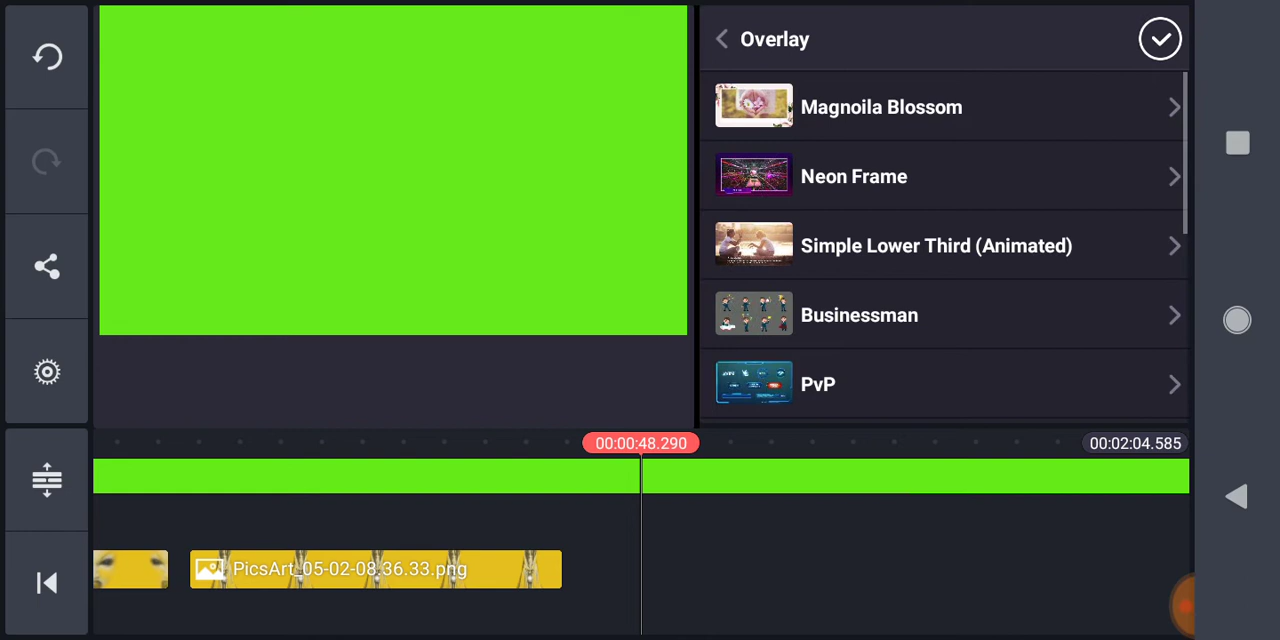 Overlay
Magnoila Blossom
Neon Frame
Simple Lower Third (Animated)
Businessman
PvP
00:00:48.290
00:02:04.585
PicsArt_05-02-08.36.33.png